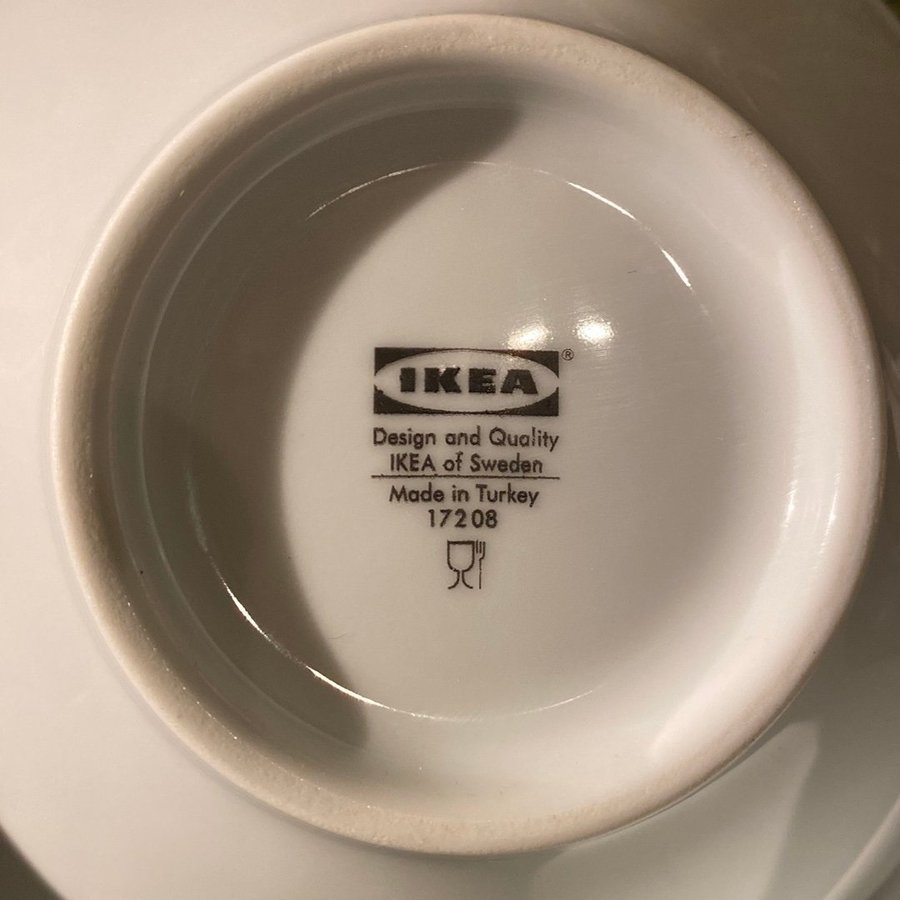 IKEA®
Design and Quality
IKEA of Sweden
Made in Turkey
17208